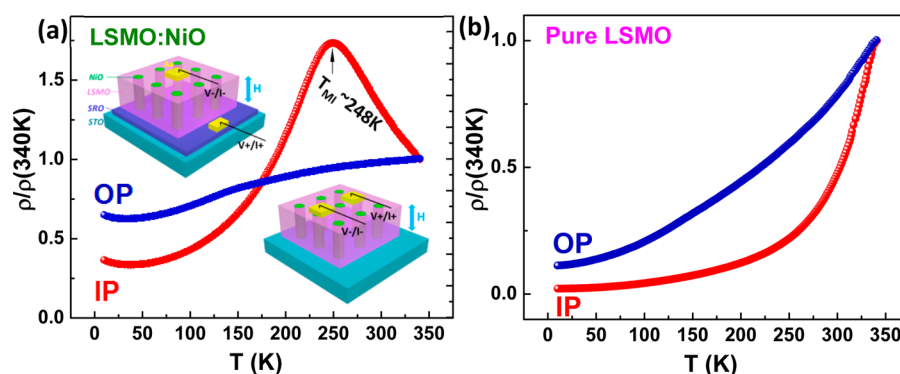 (a)
LSMO:NiO
ρ/ρ(340K)
1.5
1.0
0.5
0.0
NiO
LSMO
SRO
STO
V-/I-
H
V+/I+
T_MI ~248K
OP
IP
V+/I+
V-/I-
H
0 50 100 150 200 250 300 350
T (K)
(b)
Pure LSMO
ρ/ρ(340K)
1.0
0.5
0.0
OP
IP
0 50 100 150 200 250 300 350
T (K)